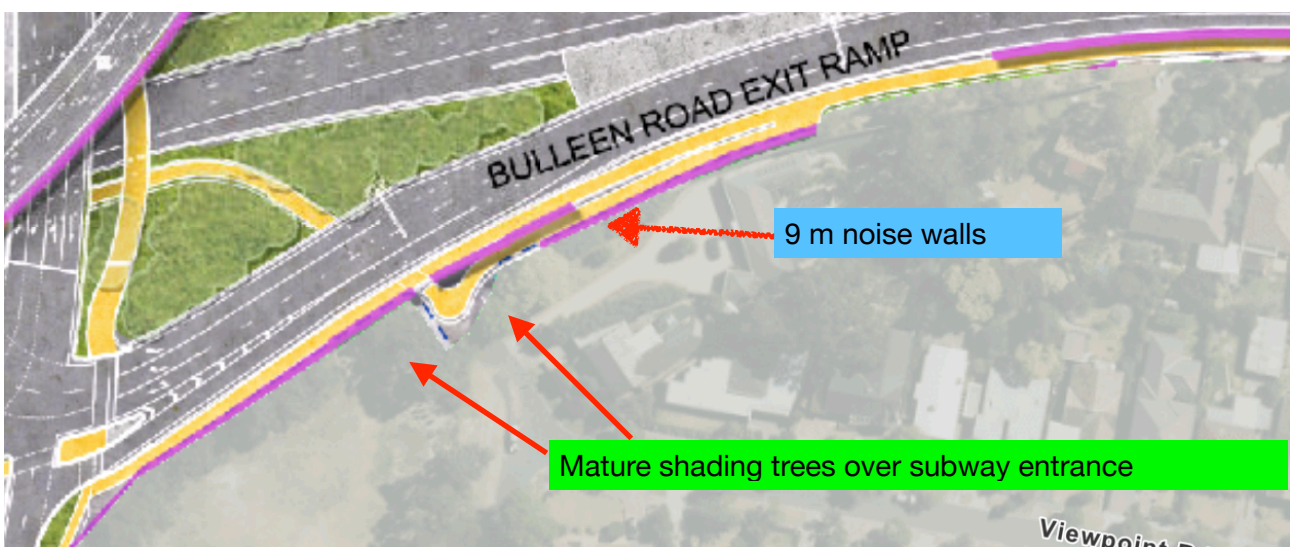 BULLEEN ROAD EXIT RAMP
9 m noise walls
Mature shading trees over subway entrance
Viewpoint